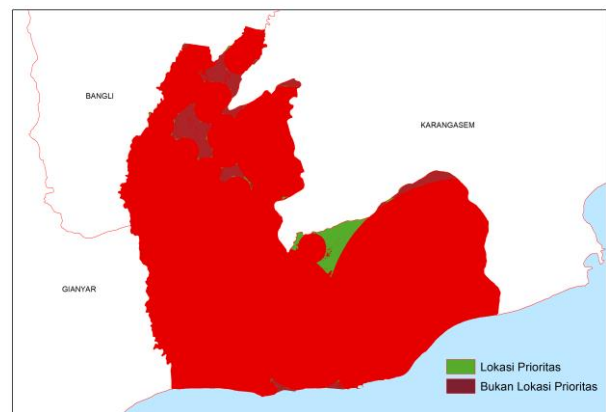 BANGLI
KARANGASEM
GIANYAR
Lokasi Prioritas
Bukan Lokasi Prioritas